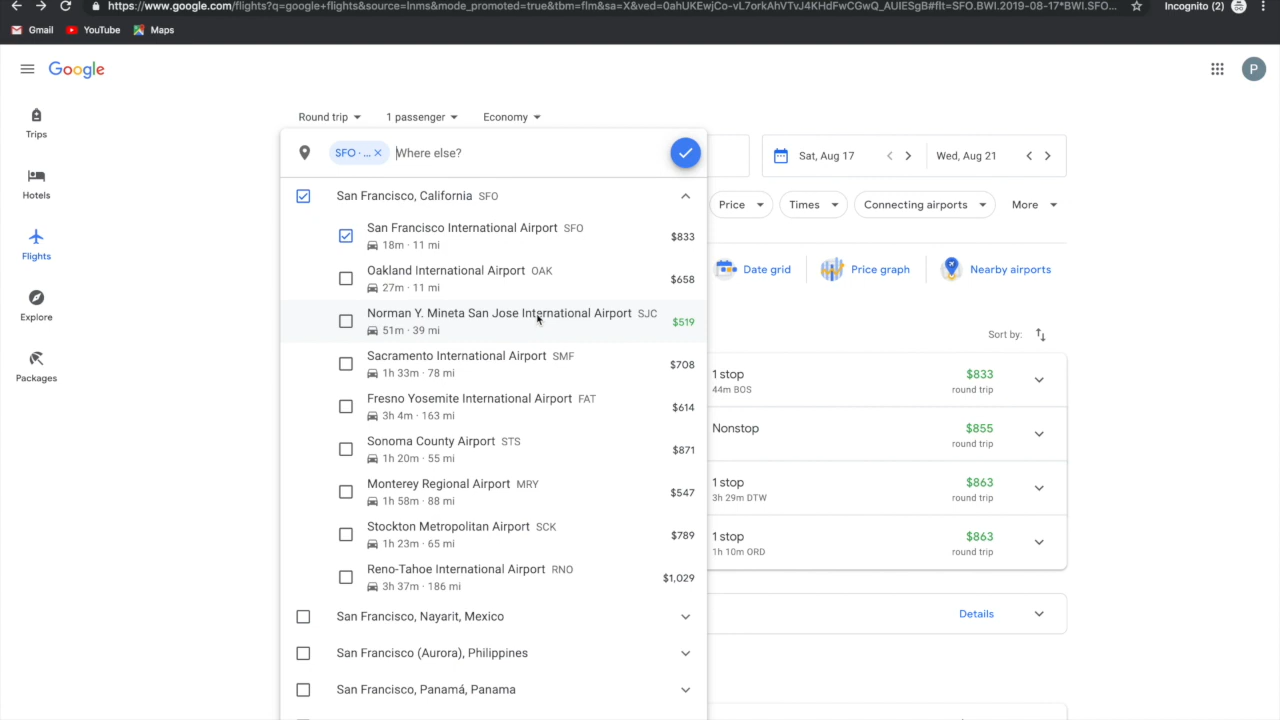 https://www.google.com/flights?q=google+flights&source=lnms&mode_promoted=true&tbm=flm&sa=X&ved=0ahUKEwjCo-vL7orkAhVTvJ4KHdFwCGwQ_AUIESgB#flt=SFO.BWI.2019-08-17*BWI.SFO...
Incognito (2)
Gmail
YouTube
Maps
Google
P
Trips
Hotels
Flights
Explore
Packages
Round trip
1 passenger
Economy
SFO · ...
Where else?
Sat, Aug 17
Wed, Aug 21
Price
Times
Connecting airports
More
Date grid
Price graph
Nearby airports
San Francisco, California SFO
San Francisco International Airport SFO
18m · 11 mi
$833
Oakland International Airport OAK
27m · 11 mi
$658
Norman Y. Mineta San Jose International Airport SJC
51m · 39 mi
$519
Sacramento International Airport SMF
1h 33m · 78 mi
$708
Fresno Yosemite International Airport FAT
3h 4m · 163 mi
$614
Sonoma County Airport STS
1h 20m · 55 mi
$871
Monterey Regional Airport MRY
1h 58m · 88 mi
$547
Stockton Metropolitan Airport SCK
1h 23m · 65 mi
$789
Reno-Tahoe International Airport RNO
3h 37m · 186 mi
$1,029
San Francisco, Nayarit, Mexico
San Francisco (Aurora), Philippines
San Francisco, Panamá, Panama
Sort by:
1 stop
44m BOS
$833
round trip
Nonstop
$855
round trip
1 stop
3h 29m DTW
$863
round trip
1 stop
1h 10m ORD
$863
round trip
Details